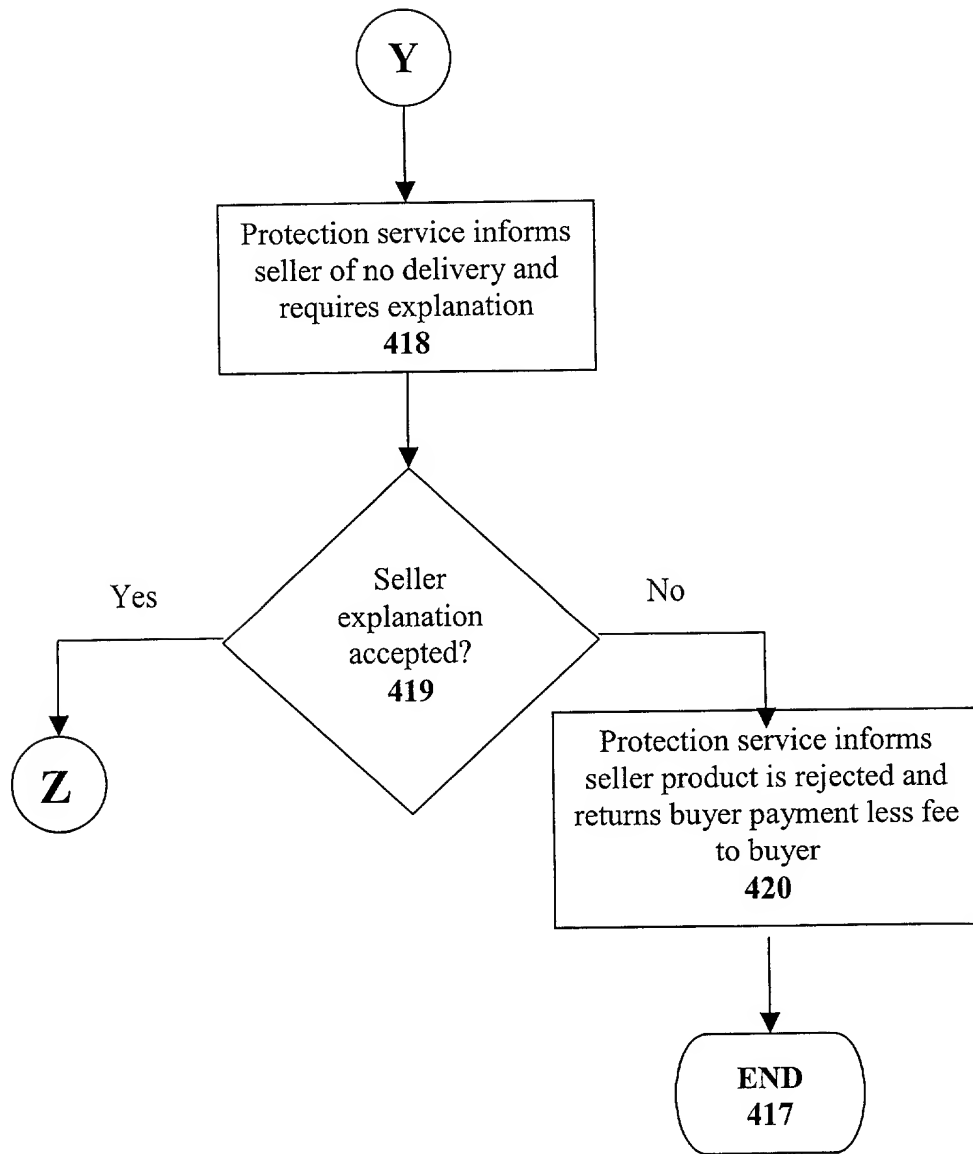 Y
Protection service informs
seller of no delivery and
requires explanation
418
Seller
explanation
accepted?
419
Yes
No
Z
Protection service informs
seller product is rejected and
returns buyer payment less fee
to buyer
420
END
417